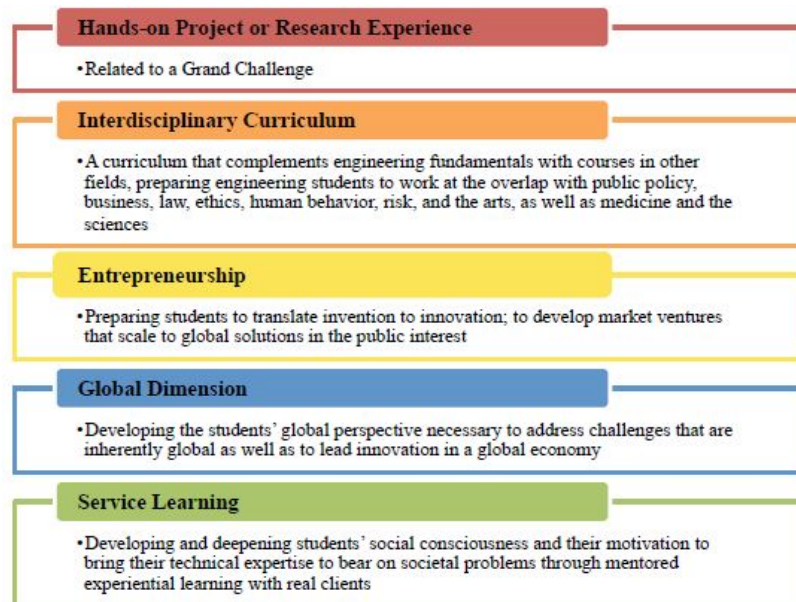 Hands-on Project or Research Experience
•Related to a Grand Challenge
Interdisciplinary Curriculum
•A curriculum that complements engineering fundamentals with courses in other
fields, preparing engineering students to work at the overlap with public policy,
business, law, ethics, human behavior, risk, and the arts, as well as medicine and the
sciences
Entrepreneurship
•Preparing students to translate invention to innovation; to develop market ventures
that scale to global solutions in the public interest
Global Dimension
•Developing the students’ global perspective necessary to address challenges that are
inherently global as well as to lead innovation in a global economy
Service Learning
•Developing and deepening students’ social consciousness and their motivation to
bring their technical expertise to bear on societal problems through mentored
experiential learning with real clients